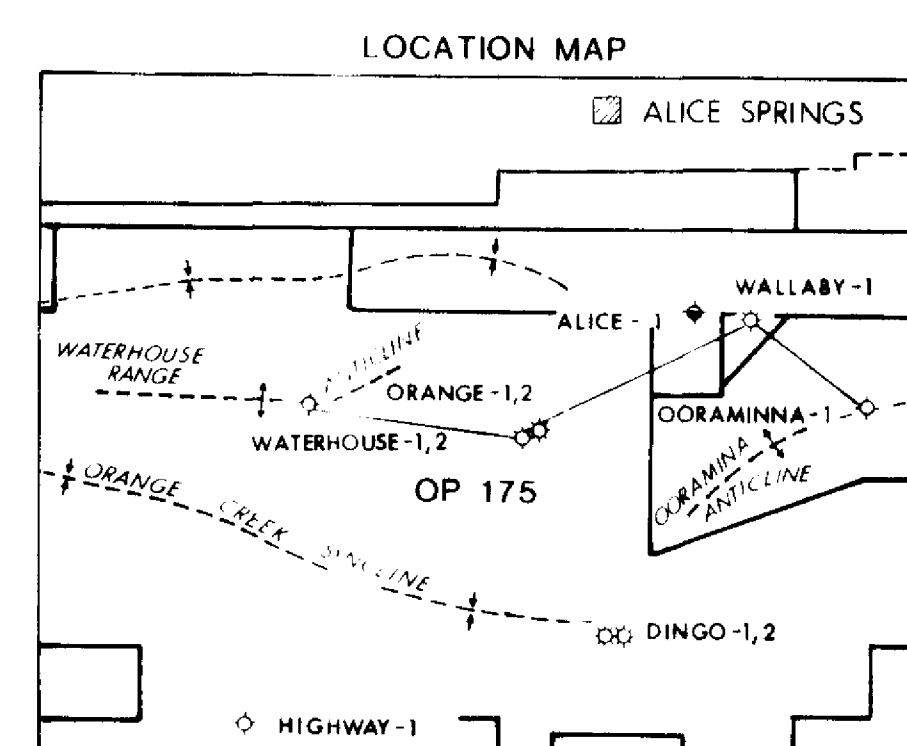 LOCATION MAP
ALICE SPRINGS
WALLABY-1
ALICE-1
WATERHOUSE
RANGE
ANTICLINE
ORANGE-1,2
OORAMINNA-1
WATERHOUSE-1,2
OP 175
OORAMINA
ANTICLINE
ORANGE CREEK SYNCLINE
DINGO-1,2
HIGHWAY-1